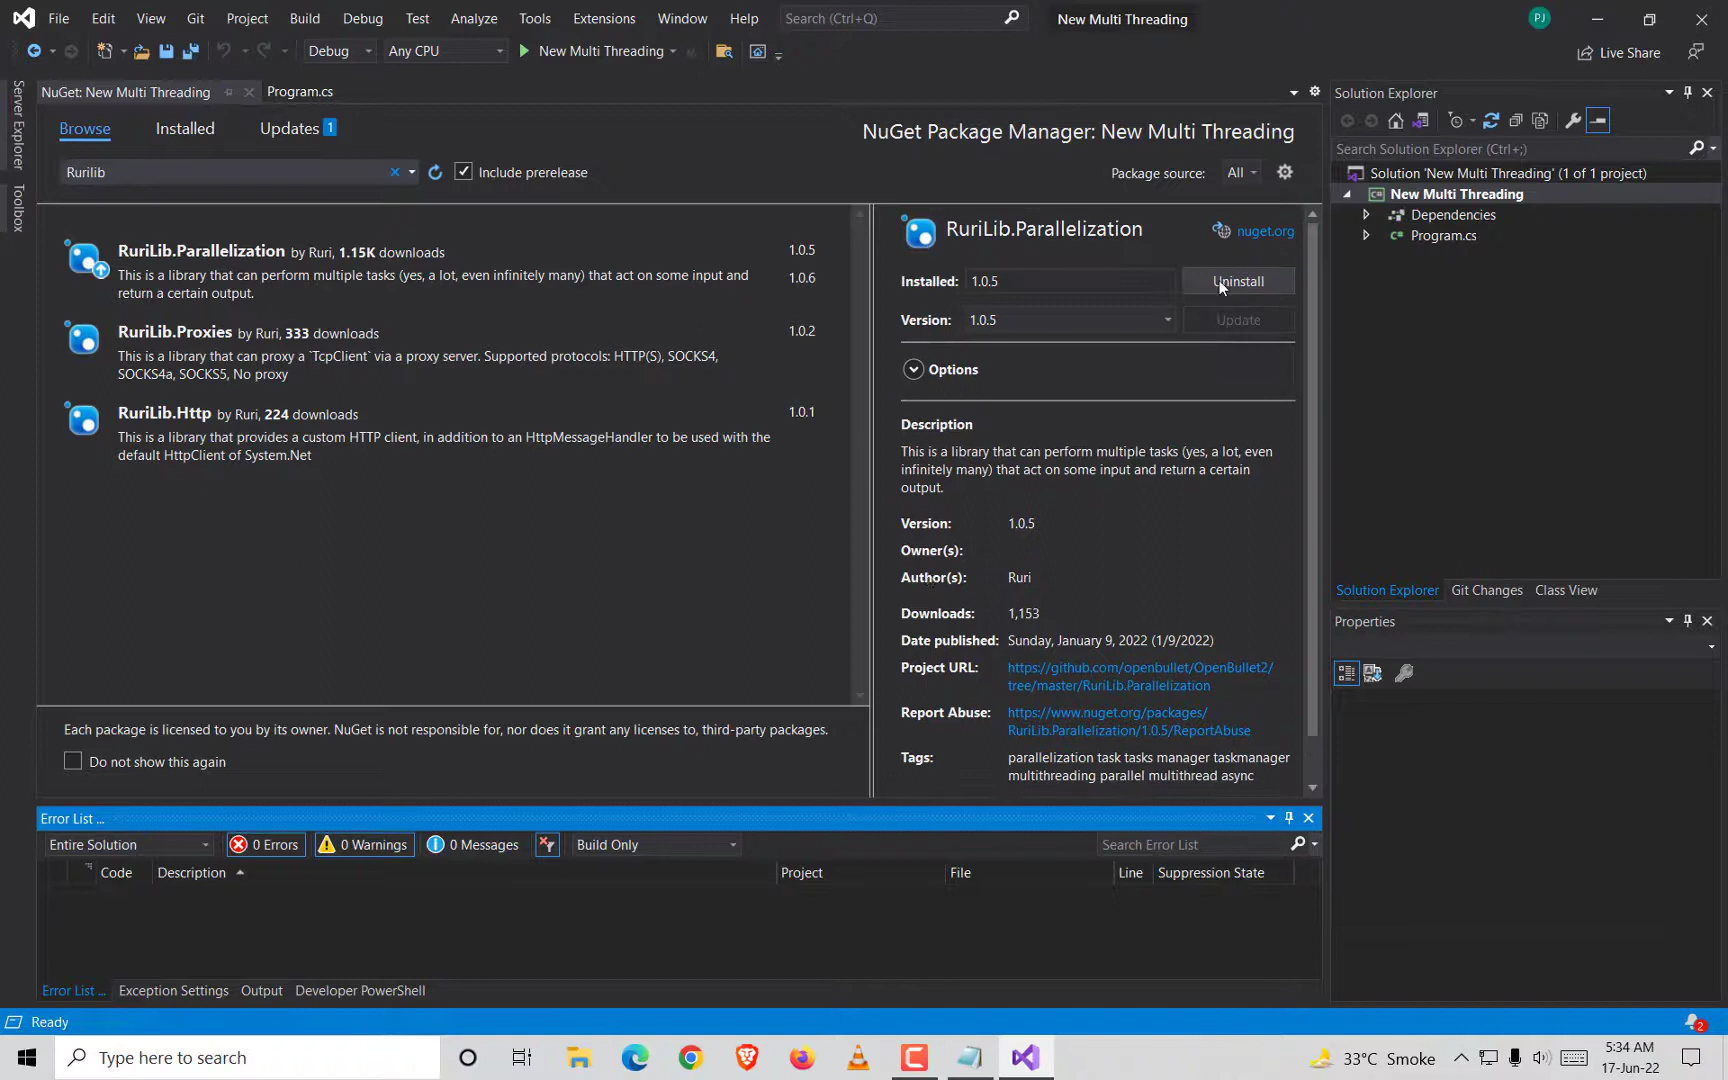 File Edit View Git Project Build Debug Test Analyze Tools Extensions Window Help Search (Ctrl+Q) New Multi Threading PJ
Debug Any CPU New Multi Threading Live Share
Server Explorer
Toolbox
NuGet: New Multi Threading Program.cs
Browse Installed Updates 1
NuGet Package Manager: New Multi Threading
Rurilib Include prerelease Package source: All
RuriLib.Parallelization by Ruri, 1.15K downloads 1.0.5
This is a library that can perform multiple tasks (yes, a lot, even infinitely many) that act on some input and 1.0.6
return a certain output.
RuriLib.Proxies by Ruri, 333 downloads 1.0.2
This is a library that can proxy a `TcpClient` via a proxy server. Supported protocols: HTTP(S), SOCKS4,
SOCKS4a, SOCKS5, No proxy
RuriLib.Http by Ruri, 224 downloads 1.0.1
This is a library that provides a custom HTTP client, in addition to an HttpMessageHandler to be used with the
default HttpClient of System.Net
Each package is licensed to you by its owner. NuGet is not responsible for, nor does it grant any licenses to, third-party packages.
Do not show this again
RuriLib.Parallelization nuget.org
Installed: 1.0.5 Uninstall
Version: 1.0.5 Update
Options
Description
This is a library that can perform multiple tasks (yes, a lot, even
infinitely many) that act on some input and return a certain
output.
Version: 1.0.5
Owner(s):
Author(s): Ruri
Downloads: 1,153
Date published: Sunday, January 9, 2022 (1/9/2022)
Project URL: https://github.com/openbullet/OpenBullet2/
tree/master/RuriLib.Parallelization
Report Abuse: https://www.nuget.org/packages/
RuriLib.Parallelization/1.0.5/ReportAbuse
Tags: parallelization task tasks manager taskmanager
multithreading parallel multithread async
Solution Explorer
Search Solution Explorer (Ctrl+;)
Solution 'New Multi Threading' (1 of 1 project)
New Multi Threading
Dependencies
C# Program.cs
Solution Explorer Git Changes Class View
Properties
Error List ...
Entire Solution 0 Errors 0 Warnings 0 Messages Build Only Search Error List
Code Description Project File Line Suppression State
Error List ... Exception Settings Output Developer PowerShell
Ready 2
Type here to search 33°C Smoke 5:34 AM
17-Jun-22